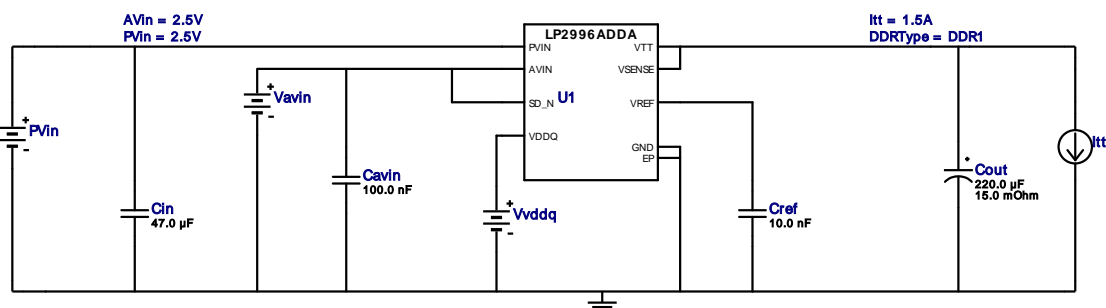 AVin = 2.5V
PVin = 2.5V
Itt = 1.5A
DDRType = DDR1
LP2996ADDA
PVIN
VTT
AVIN
VSENSE
SD_N
U1
VREF
VDDQ
GND
EP
+
PVin
-
+
Vavin
-
Cin
47.0 µF
Cavin
100.0 nF
+
Vvddq
-
Cref
10.0 nF
Cout
220.0 µF
15.0 mOhm
Itt